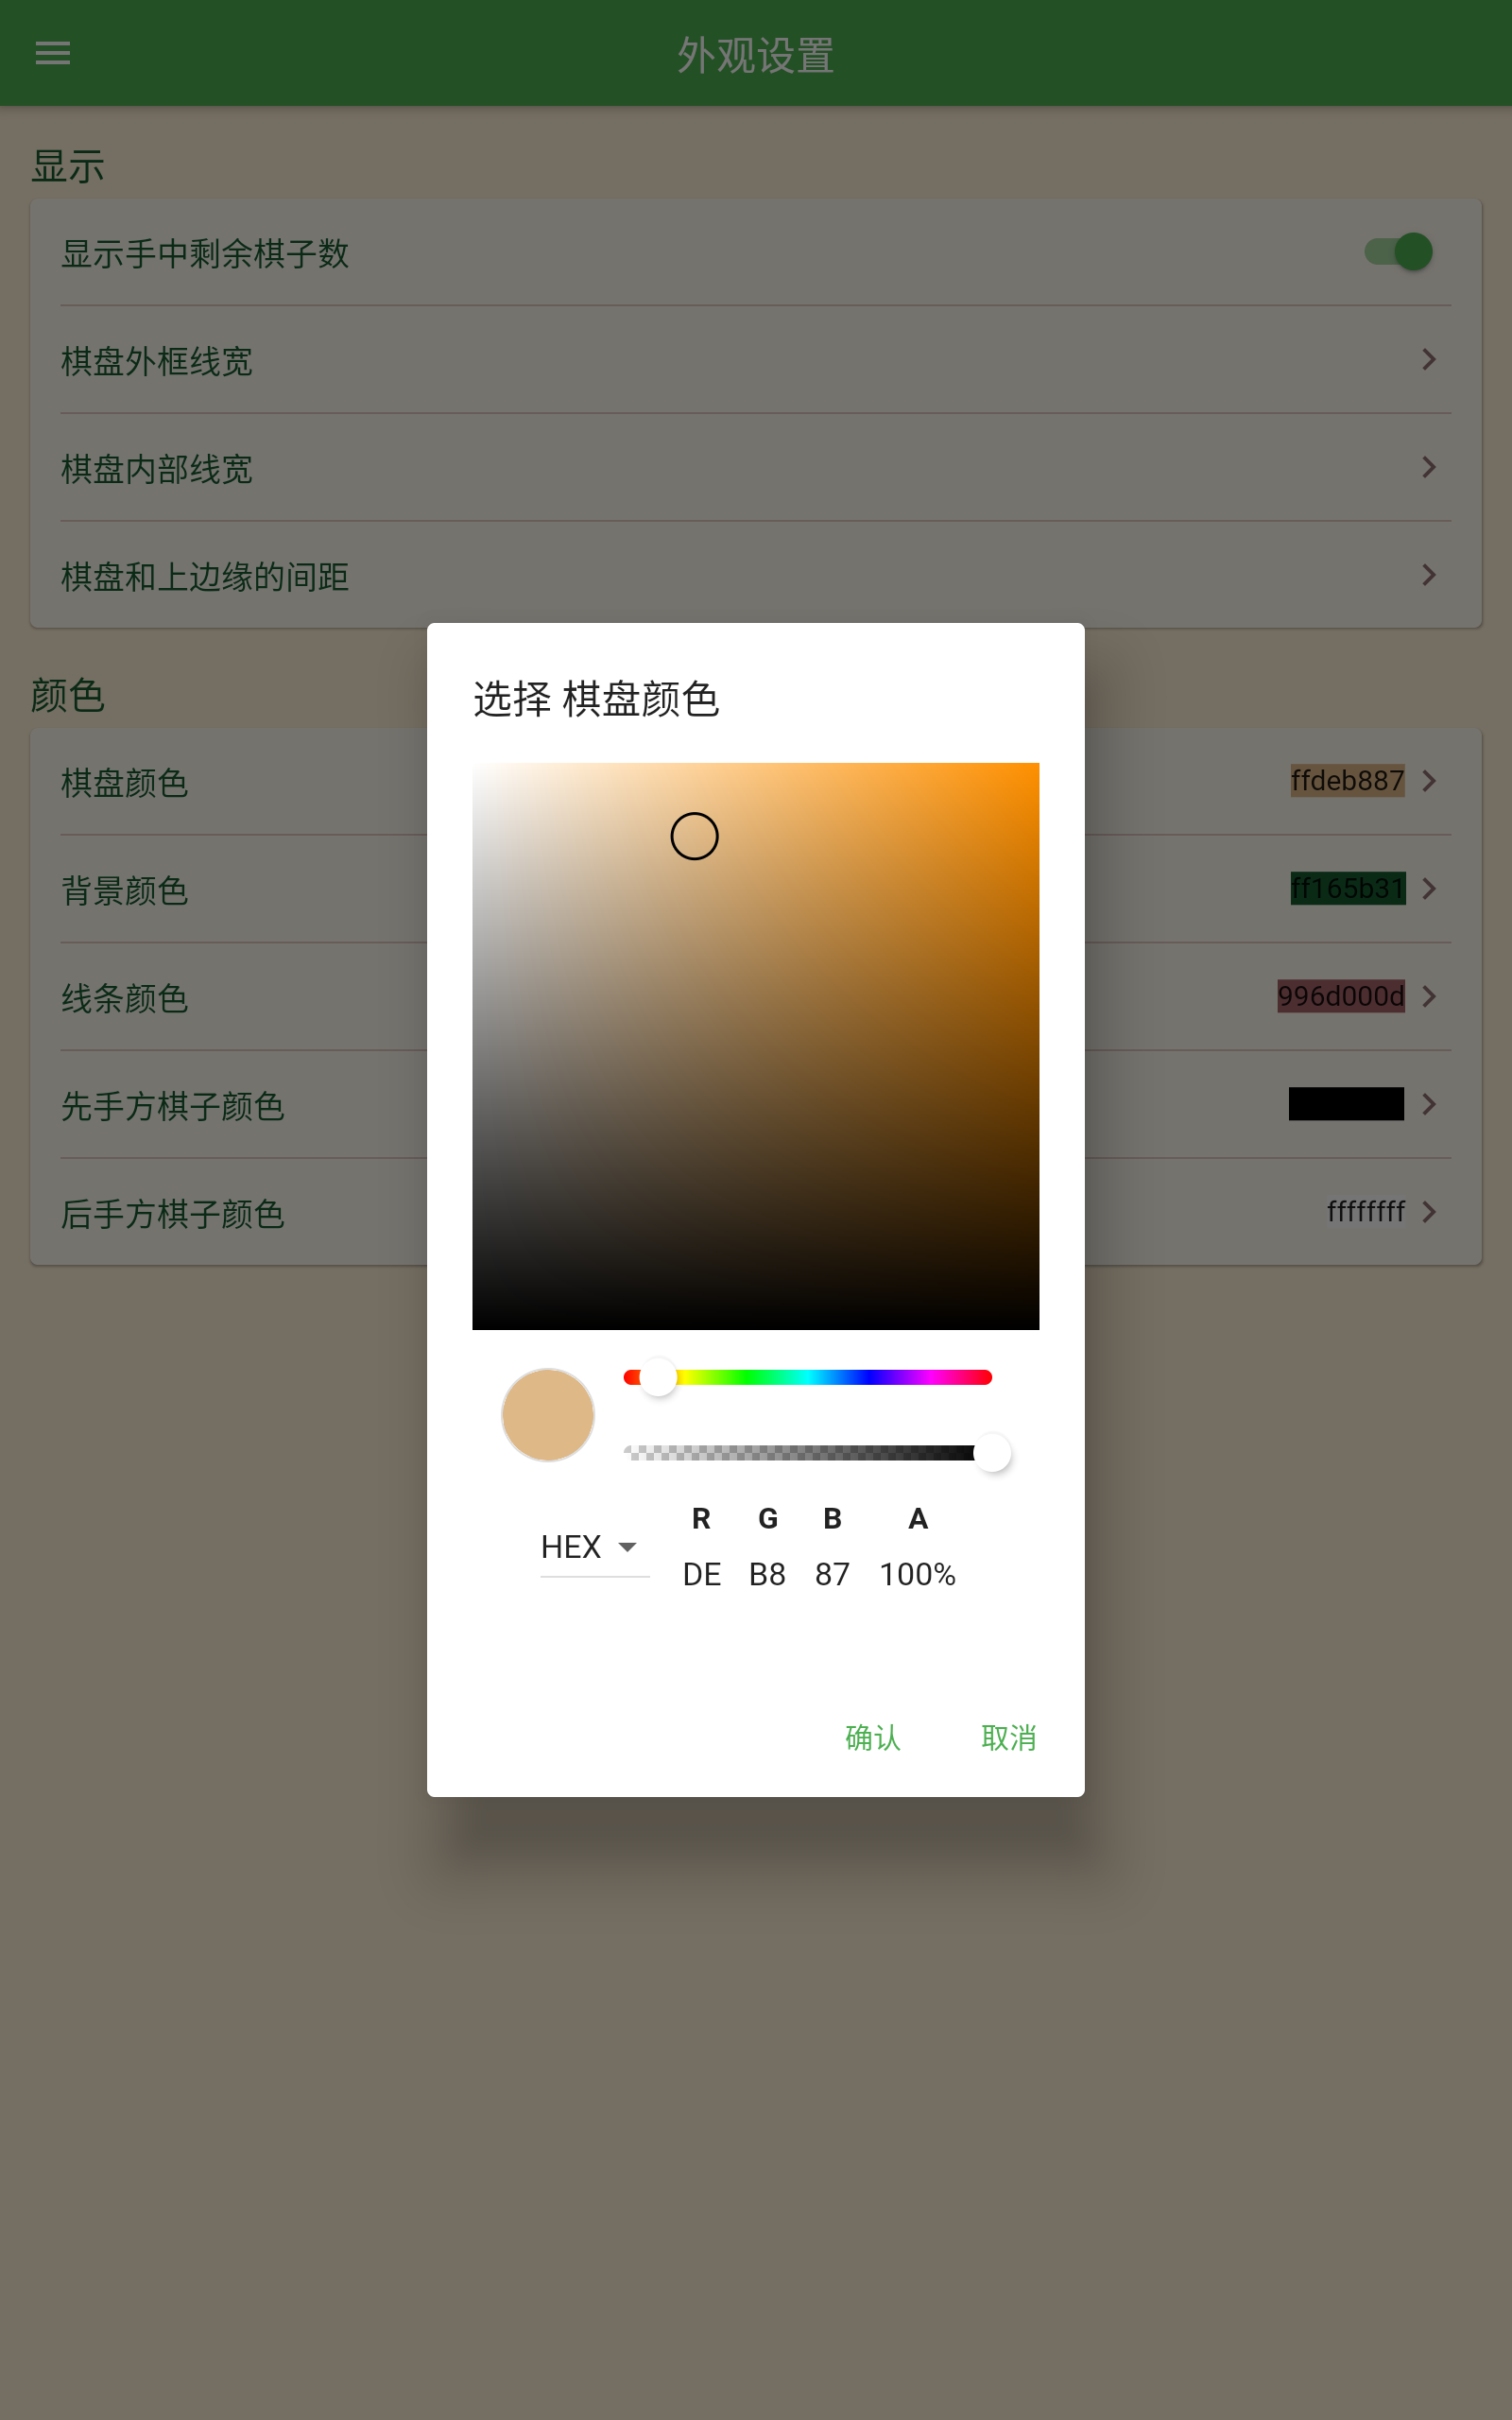 外观设置
显示
显示手中剩余棋子数
棋盘外框线宽
棋盘内部线宽
棋盘和上边缘的间距
颜色
棋盘颜色 ffdeb887
背景颜色 ff165b31
线条颜色 996d000d
先手方棋子颜色
后手方棋子颜色 ffffffff
选择 棋盘颜色
HEX
R G B A
DE B8 87 100%
确认 取消